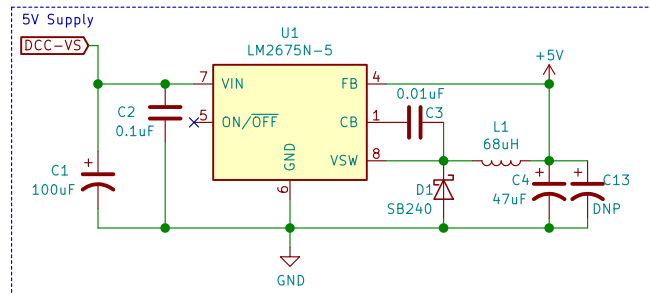 5V Supply
DCC-VS
U1
LM2675N-5
+5V
7
VIN
FB
4
0.01uF
C2
0.1uF
5
ON/OFF
CB
1
C3
L1
68uH
GND
VSW
8
C1
100uF
6
D1
SB240
C4
47uF
C13
DNP
GND